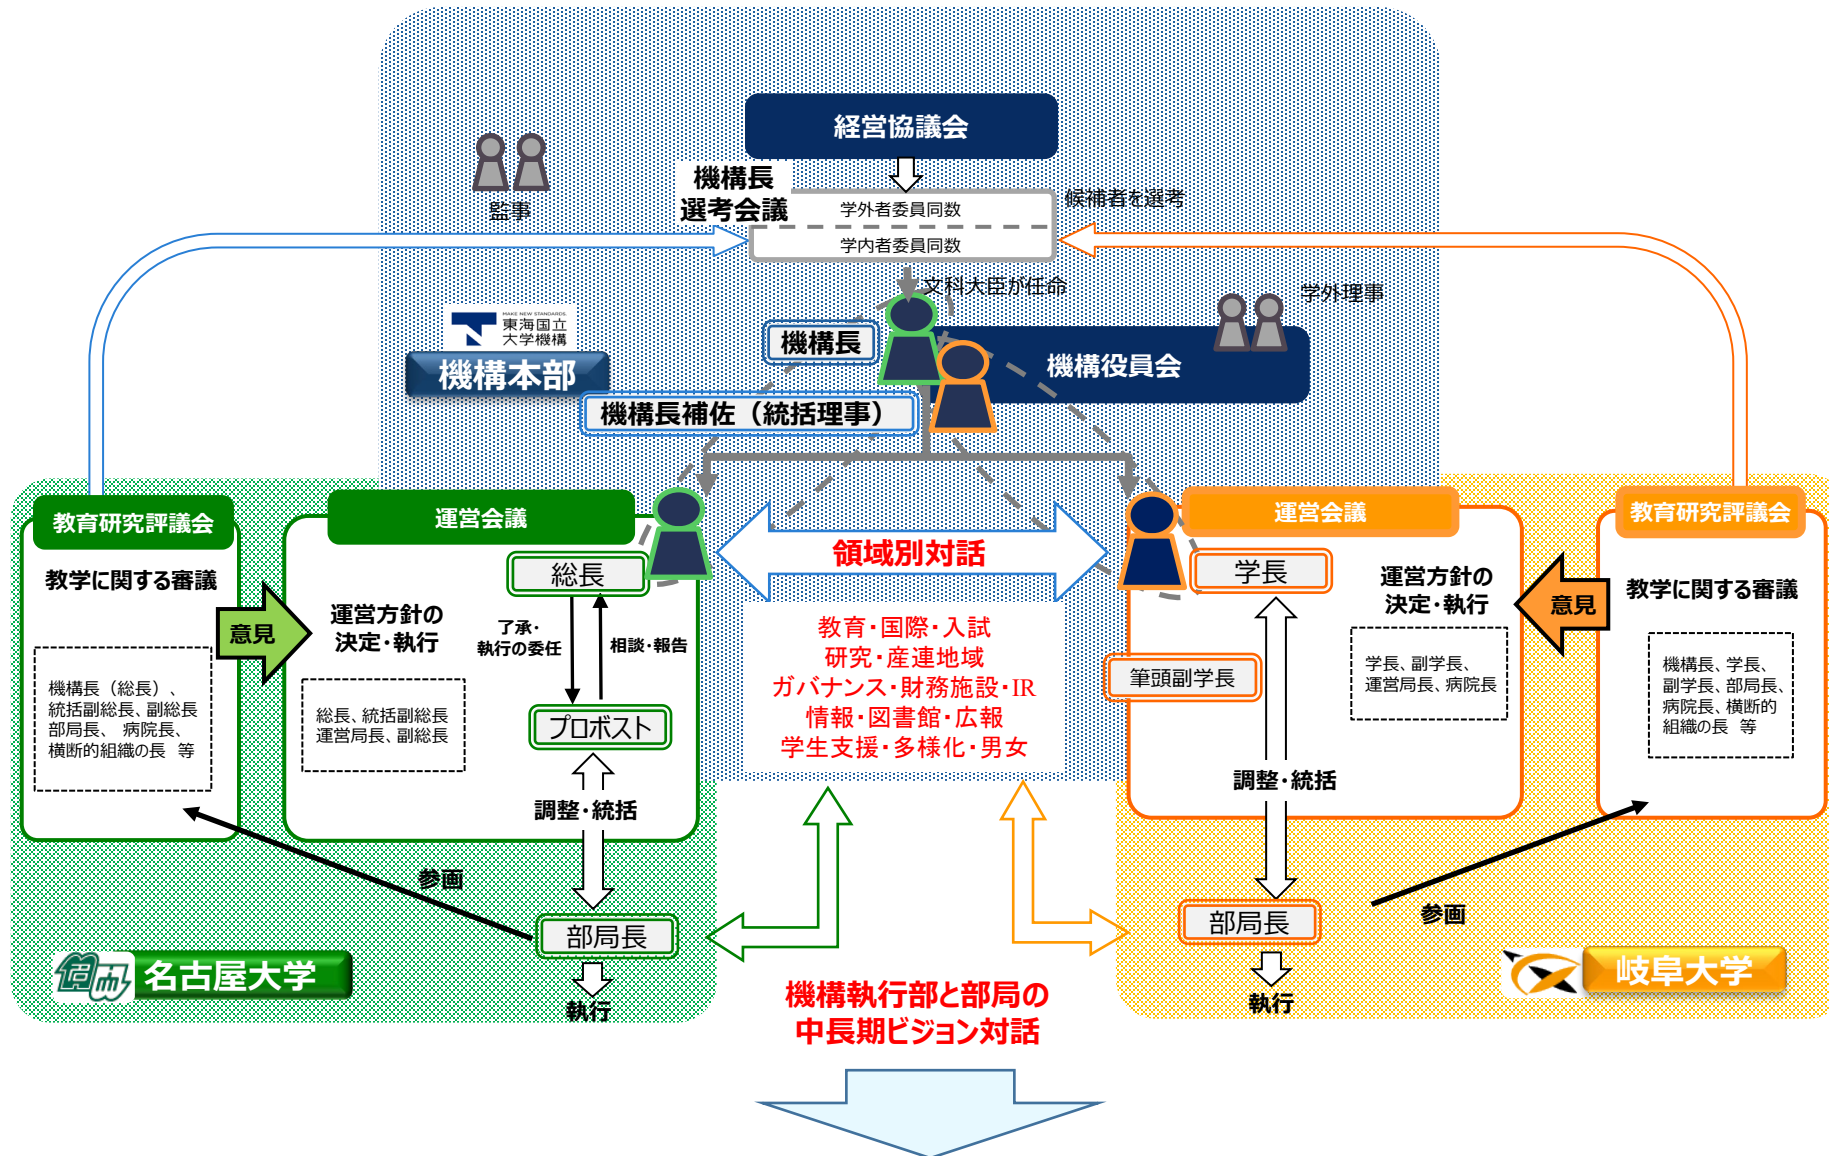 経営協議会
機構長
選考会議
学外者委員同数
学内者委員同数
候補者を選考
監事
文科大臣が任命
学外理事
MAKE NEW STANDARDS.
東海国立
大学機構
機構本部
機構長
機構役員会
機構長補佐（統括理事）
教育研究評議会
教学に関する審議
意見
機構長（総長）、
統括副総長、副総長
部局長、 病院長、
横断的組織の長 等
運営会議
総長
運営方針の
決定・執行
了承・
執行の委任
相談・報告
総長、統括副総長
運営局長、副総長
プロボスト
調整・統括
参画
部局長
執行
名古屋大学
領域別対話
教育・国際・入試
研究・産連地域
ガバナンス・財務施設・IR
情報・図書館・広報
学生支援・多様化・男女
機構執行部と部局の
中長期ビジョン対話
運営会議
学長
運営方針の
決定・執行
筆頭副学長
学長、副学長、
運営局長、病院長
調整・統括
部局長
執行
教育研究評議会
教学に関する審議
意見
機構長、学長、
副学長、部局長、
病院長、横断的
組織の長 等
参画
岐阜大学